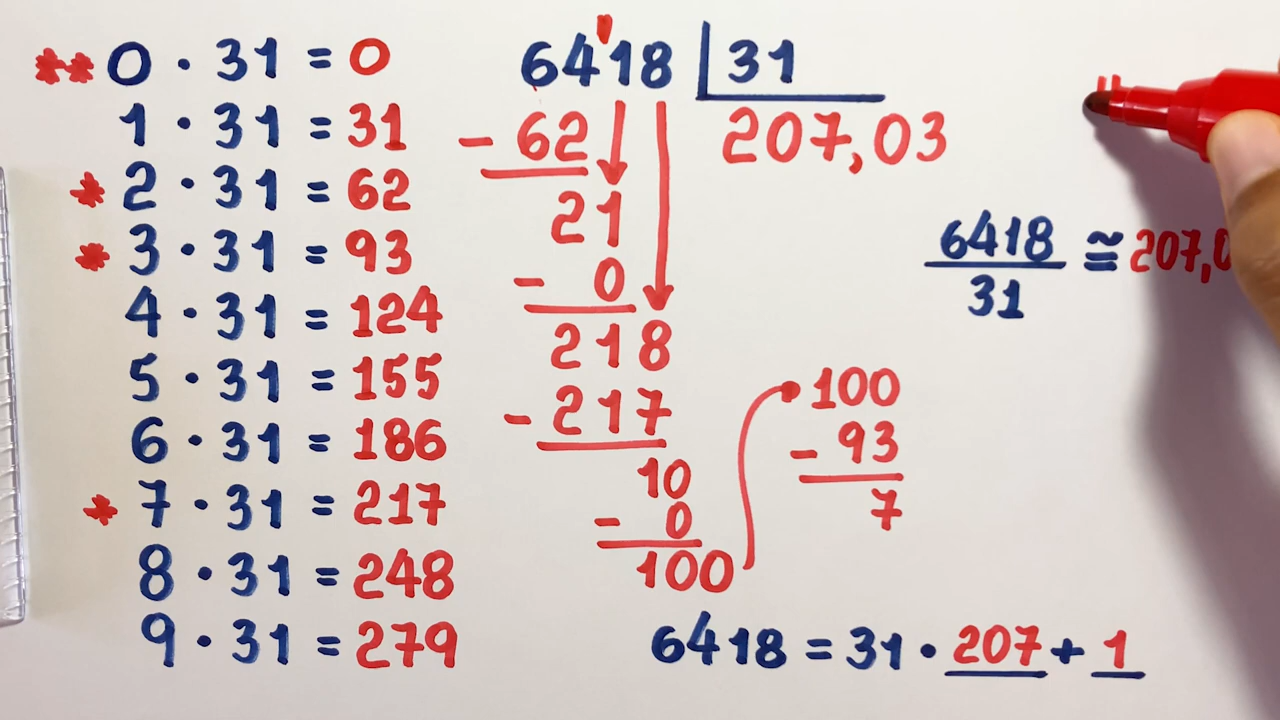 ** 0 · 31 = 0
1 · 31 = 31
* 2 · 31 = 62
* 3 · 31 = 93
4 · 31 = 124
5 · 31 = 155
6 · 31 = 186
* 7 · 31 = 217
8 · 31 = 248
9 · 31 = 279
6418 31
- 62 207,03
21
- 0
218
- 217
10
- 0
100
100
- 93
7
6418
31
≅ 207,0
6418 = 31 · 207 + 1